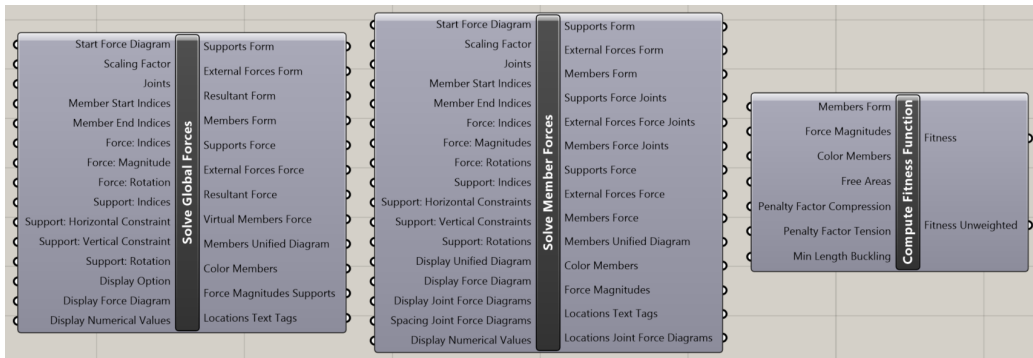 Start Force Diagram
Scaling Factor
Joints
Member Start Indices
Member End Indices
Force: Indices
Force: Magnitude
Force: Rotation
Support: Indices
Support: Horizontal Constraint
Support: Vertical Constraint
Support: Rotation
Display Option
Display Force Diagram
Display Numerical Values
Solve Global Forces
Supports Form
External Forces Form
Resultant Form
Members Form
Supports Force
External Forces Force
Resultant Force
Virtual Members Force
Members Unified Diagram
Color Members
Force Magnitudes Supports
Locations Text Tags
Start Force Diagram
Scaling Factor
Joints
Member Start Indices
Member End Indices
Force: Indices
Force: Magnitudes
Force: Rotations
Support: Indices
Support: Horizontal Constraints
Support: Vertical Constraints
Support: Rotations
Display Unified Diagram
Display Force Diagram
Display Joint Force Diagrams
Spacing Joint Force Diagrams
Display Numerical Values
Solve Member Forces
Supports Form
External Forces Form
Members Form
Supports Force Joints
External Forces Force Joints
Members Force Joints
Supports Force
External Forces Force
Members Force
Members Unified Diagram
Color Members
Force Magnitudes
Locations Text Tags
Locations Joint Force Diagrams
Members Form
Force Magnitudes
Color Members
Free Areas
Penalty Factor Compression
Penalty Factor Tension
Min Length Buckling
Compute Fitness Function
Fitness
Fitness Unweighted